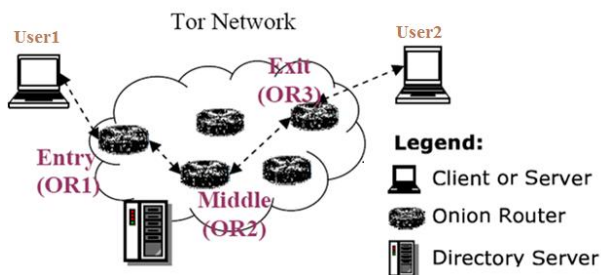 Tor Network
User1
User2
Exit
(OR3)
Entry
(OR1)
Middle
(OR2)
Legend:
Client or Server
Onion Router
Directory Server